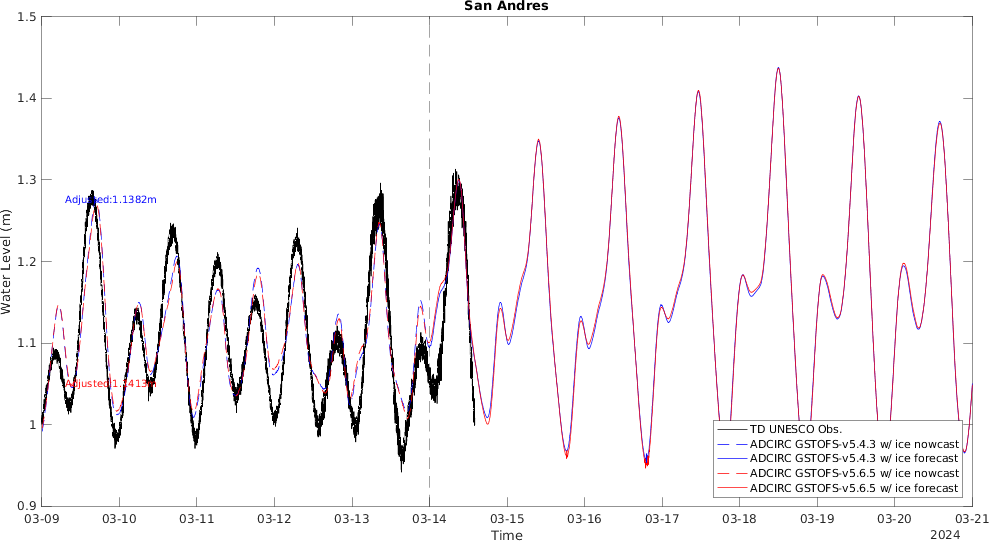 San Andres
Water Level (m)
1.5
1.4
1.3
1.2
1.1
1
0.9
Adjusted:1.1382m
03-09
03-10
03-11
03-12
03-13
03-14
03-15
03-16
03-17
03-18
03-19
03-20
03-21
Time
2024
TD UNESCO Obs.
ADCIRC GSTOFS-v5.4.3 w/ ice nowcast
ADCIRC GSTOFS-v5.4.3 w/ ice forecast
ADCIRC GSTOFS-v5.6.5 w/ ice nowcast
ADCIRC GSTOFS-v5.6.5 w/ ice forecast